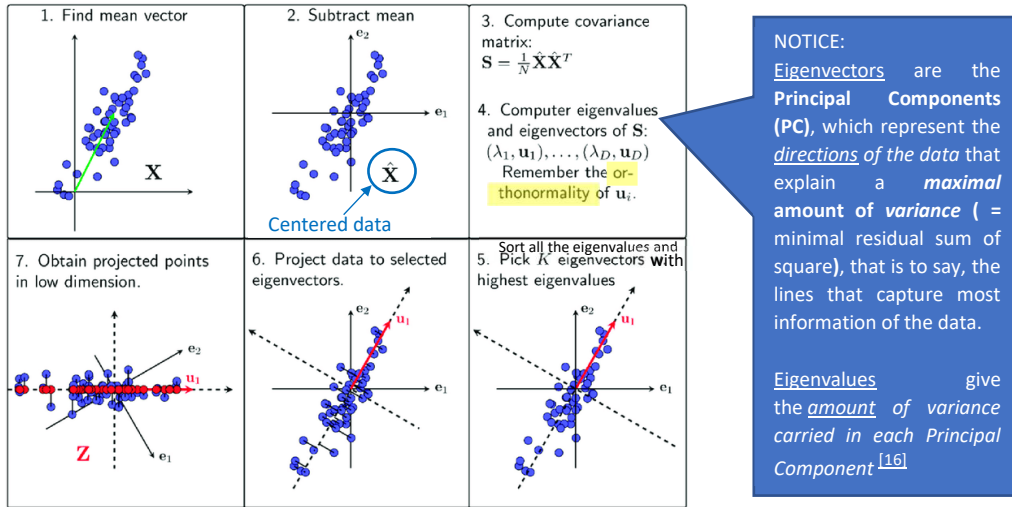 1. Find mean vector
X
2. Subtract mean
e₂
e₁
X̂
Centered data
3. Compute covariance
matrix:
S = 1/N X̂X̂ᵀ
4. Computer eigenvalues
and eigenvectors of S:
(λ₁, u₁), . . . , (λ_D, u_D)
Remember the or-
thonormality of uᵢ.
7. Obtain projected points
in low dimension.
e₂
u₁
Z
e₁
6. Project data to selected
eigenvectors.
e₂
u₁
e₁
Sort all the eigenvalues and
5. Pick K eigenvectors with
highest eigenvalues
e₂
u₁
e₁
NOTICE:
Eigenvectors are the
Principal Components
(PC), which represent the
directions of the data that
explain a maximal
amount of variance ( =
minimal residual sum of
square), that is to say, the
lines that capture most
information of the data.
Eigenvalues give
the amount of variance
carried in each Principal
Component [16]